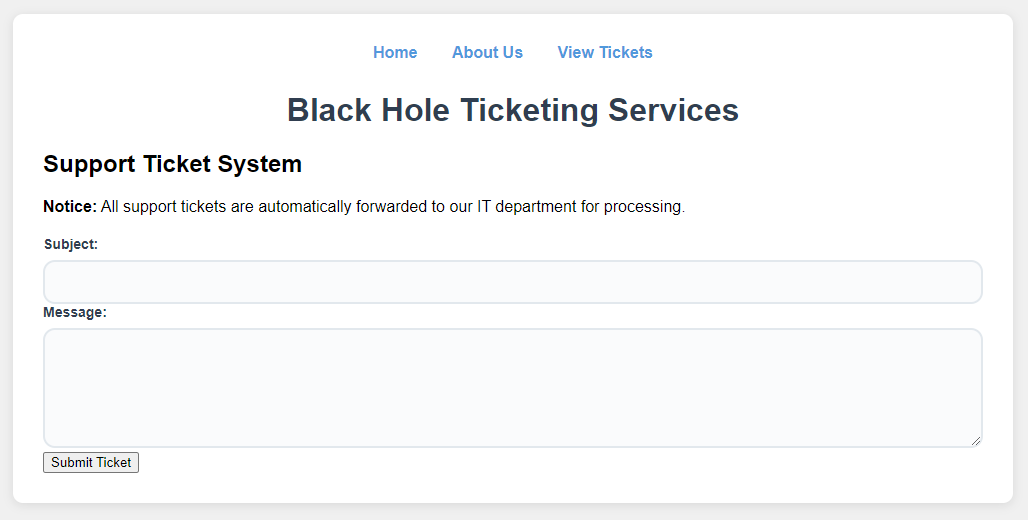 Home About Us View Tickets
Black Hole Ticketing Services
Support Ticket System
Notice: All support tickets are automatically forwarded to our IT department for processing.
Subject:
Message:
Submit Ticket